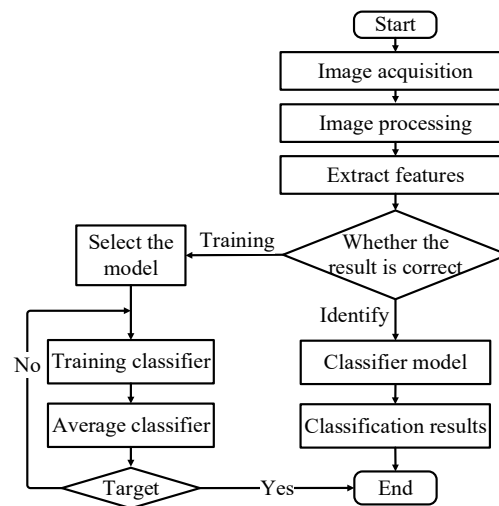 Start
Image acquisition
Image processing
Extract features
Whether the
result is correct
Training
Select the
model
Identify
No
Training classifier
Classifier model
Average classifier
Classification results
Target
Yes
End